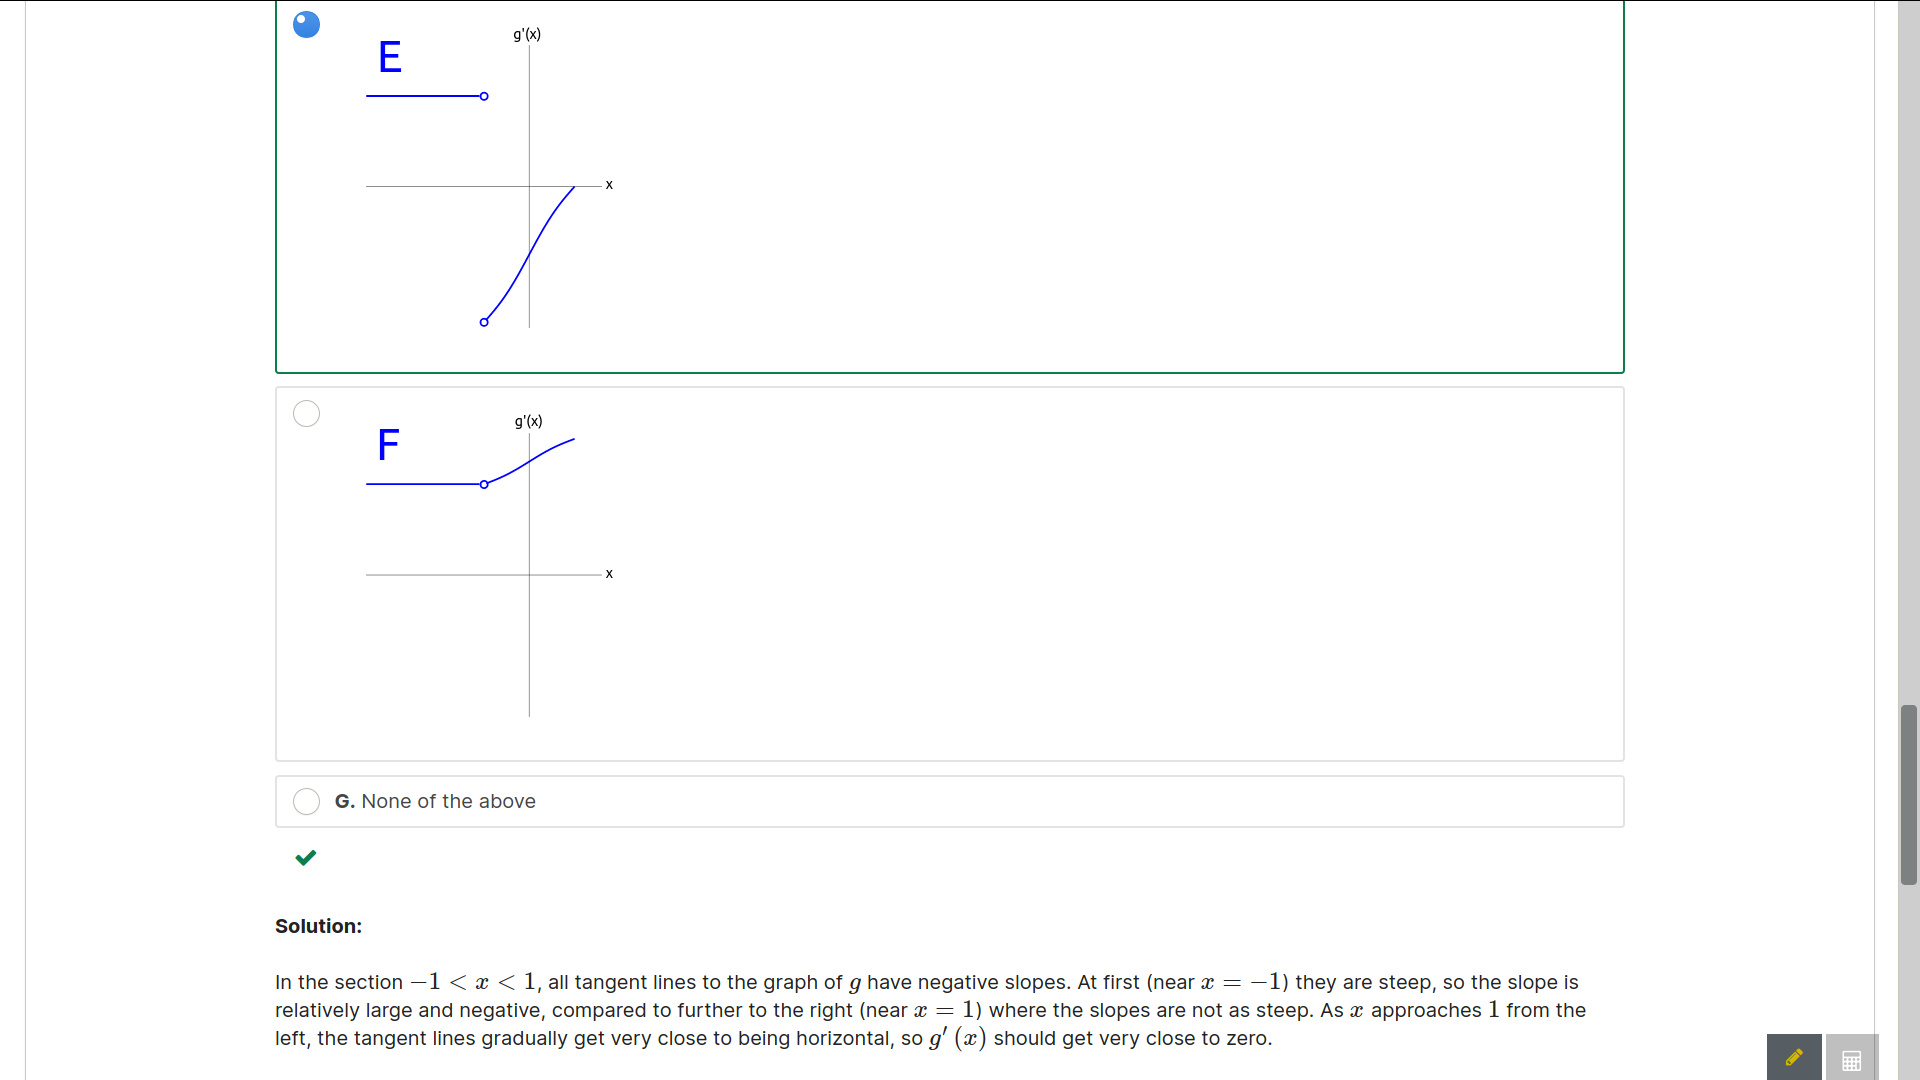 g'(x)
E
x
g'(x)
F
x
G. None of the above
Solution:
In the section −1 < x < 1, all tangent lines to the graph of g have negative slopes. At first (near x = −1) they are steep, so the slope is
relatively large and negative, compared to further to the right (near x = 1) where the slopes are not as steep. As x approaches 1 from the
left, the tangent lines gradually get very close to being horizontal, so g′ (x) should get very close to zero.